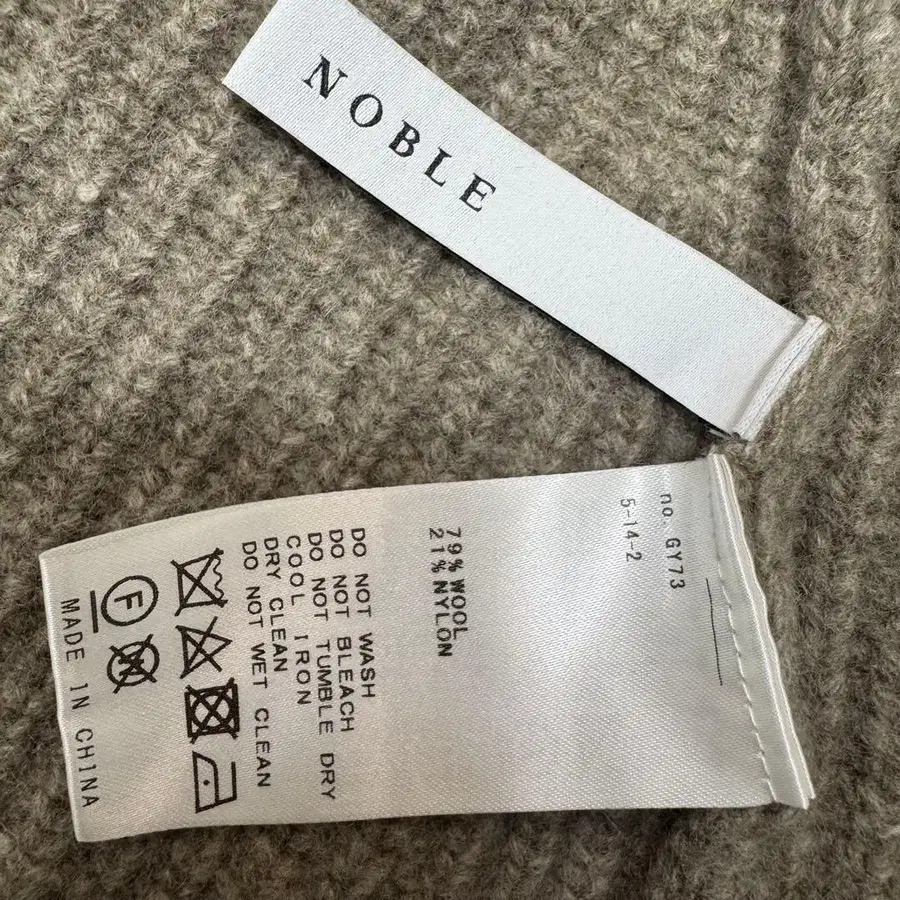 NOBLE
no. GY73
5-14-2
79% WOOL
21% NYLON
DO NOT WASH
DO NOT BLEACH
DO NOT TUMBLE DRY
COOL IRON
DRY CLEAN
DO NOT WET CLEAN
F
W
MADE IN CHINA